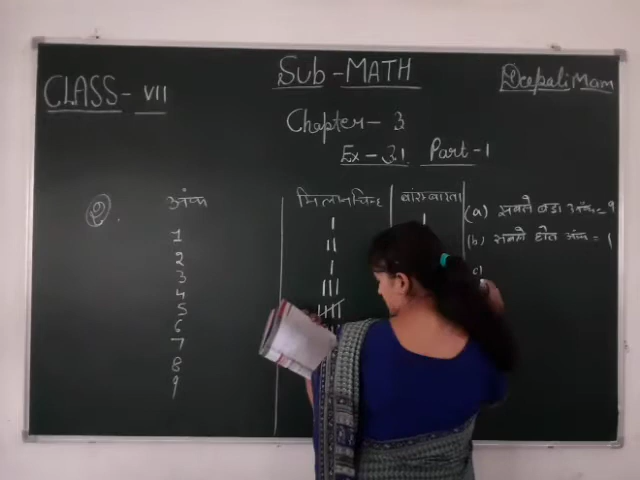 CLASS - VII
Sub - MATH
Deepali Mam
Chapter - 3
Ex - 3.1 Part - 1
Q. अंक मिलान चिन्ह बारंबारता
1 | |
2 ||
3 |
4 |||
5
6
7
8
9
(a) सबसे बड़ा अंक = 9
(b) सबसे छोटा अंक = 1
c)